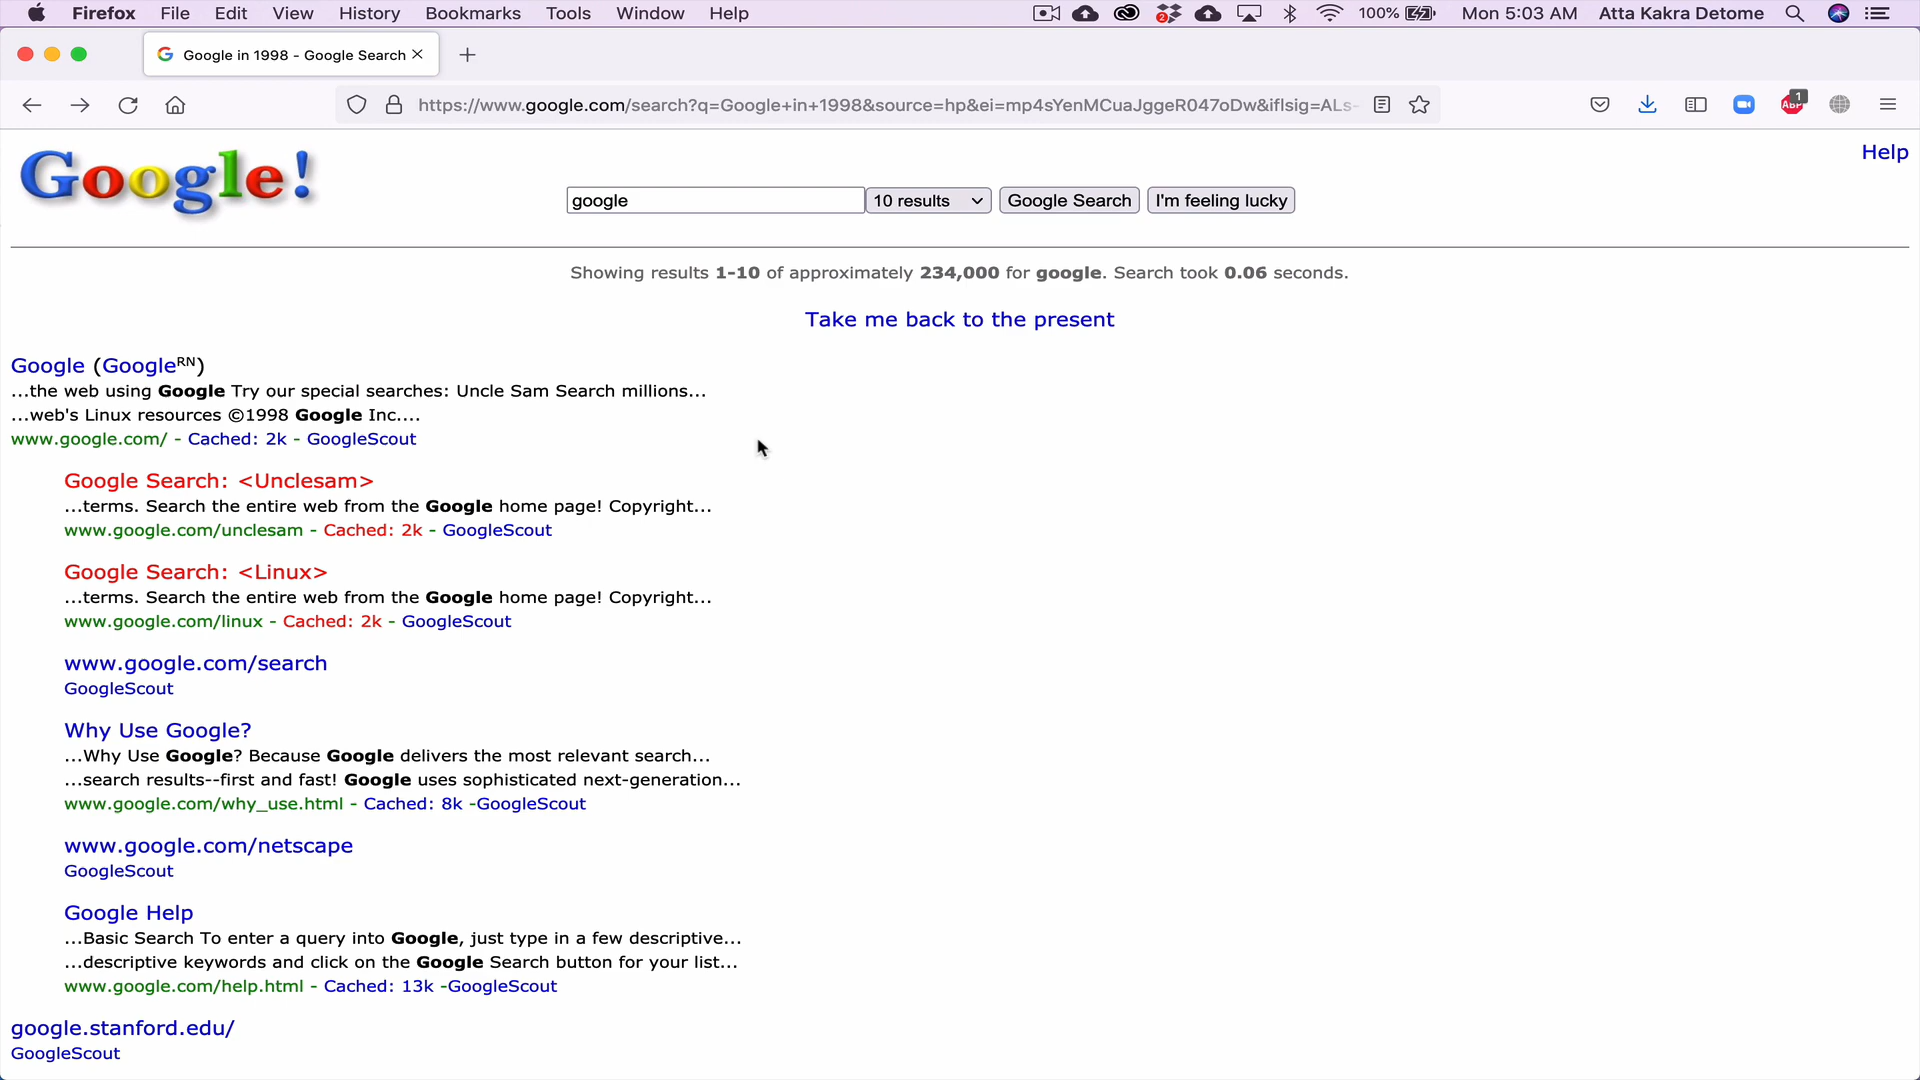 Firefox File Edit View History Bookmarks Tools Window Help 2 100% Mon 5:03 AM Atta Kakra Detome
Google in 1998 - Google Search
https://www.google.com/search?q=Google+in+1998&source=hp&ei=mp4sYenMCuaJggeR047oDw&iflsig=ALs- ABP 1
Google!
Help
google 10 results Google Search I'm feeling lucky
Showing results 1-10 of approximately 234,000 for google. Search took 0.06 seconds.
Take me back to the present
Google (GoogleRN)
...the web using Google Try our special searches: Uncle Sam Search millions...
...web's Linux resources ©1998 Google Inc....
www.google.com/ - Cached: 2k - GoogleScout
Google Search: <Unclesam>
...terms. Search the entire web from the Google home page! Copyright...
www.google.com/unclesam - Cached: 2k - GoogleScout
Google Search: <Linux>
...terms. Search the entire web from the Google home page! Copyright...
www.google.com/linux - Cached: 2k - GoogleScout
www.google.com/search
GoogleScout
Why Use Google?
...Why Use Google? Because Google delivers the most relevant search...
...search results--first and fast! Google uses sophisticated next-generation...
www.google.com/why_use.html - Cached: 8k -GoogleScout
www.google.com/netscape
GoogleScout
Google Help
...Basic Search To enter a query into Google, just type in a few descriptive...
...descriptive keywords and click on the Google Search button for your list...
www.google.com/help.html - Cached: 13k -GoogleScout
google.stanford.edu/
GoogleScout